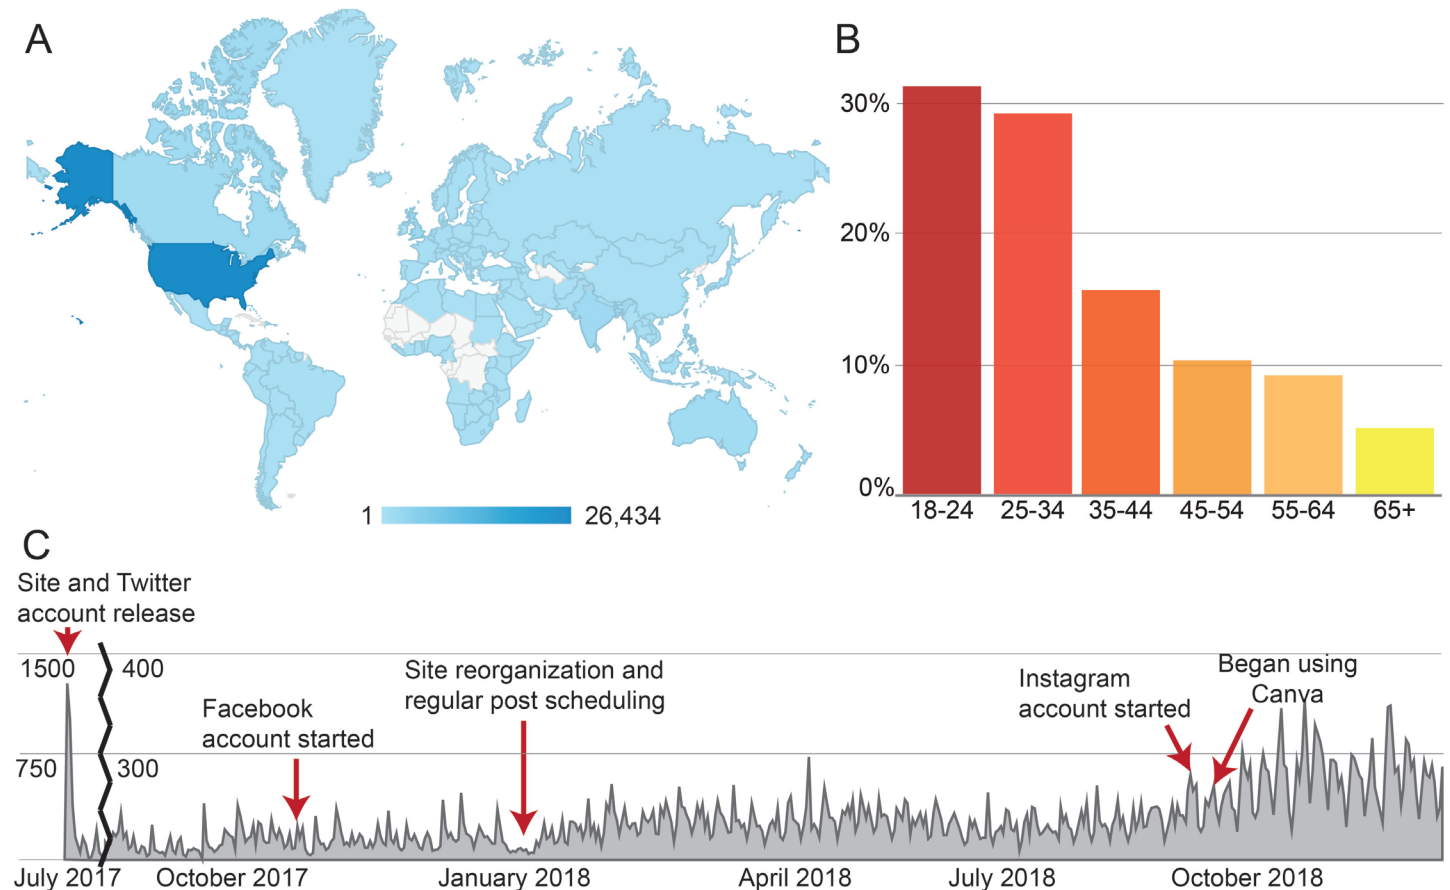 A
1
26,434
B
30%
20%
10%
0%
18-24
25-34
35-44
45-54
55-64
65+
C
Site and Twitter
account release
1500
400
750
300
Facebook
account started
Site reorganization and
regular post scheduling
Instagram
account started
Began using
Canva
July 2017
October 2017
January 2018
April 2018
July 2018
October 2018